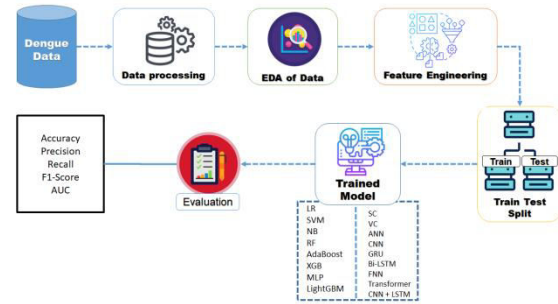 Dengue
Data
Data processing
EDA of Data
Feature Engineering
Train
Test
Train Test
Split
Trained
Model
LR
SVM
NB
RF
AdaBoost
XGB
MLP
LightGBM
SC
VC
ANN
CNN
GRU
Bi-LSTM
FNN
Transformer
CNN + LSTM
Evaluation
Accuracy
Precision
Recall
F1-Score
AUC